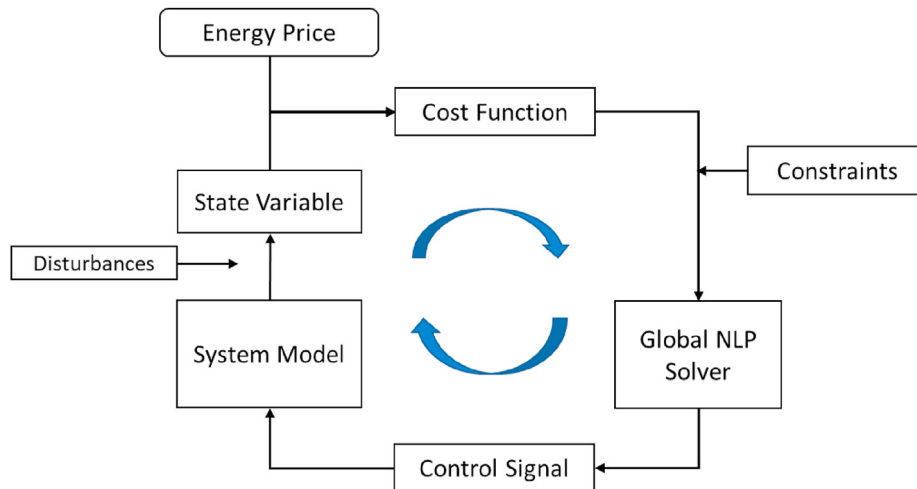 Energy Price
Cost Function
Constraints
State Variable
Disturbances
System Model
Global NLP
Solver
Control Signal